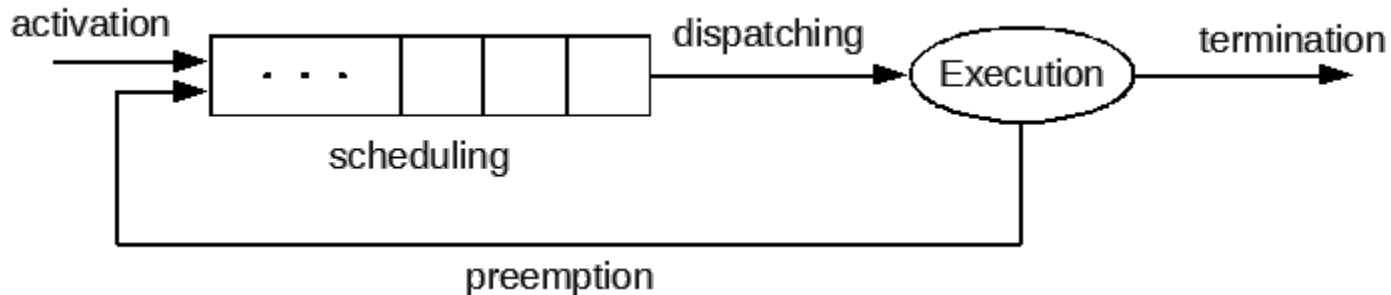 activation
dispatching
termination
. . .
Execution
scheduling
preemption